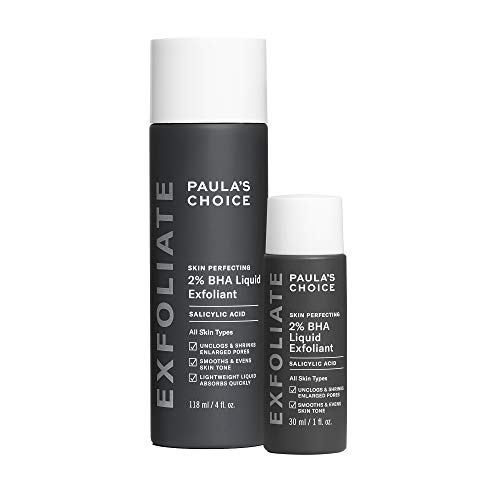 EXFOLIATE
PAULA'S
CHOICE
SKIN PERFECTING
2% BHA Liquid
Exfoliant
SALICYLIC ACID
All Skin Types
UNCLOGS & SHRINKS
ENLARGED PORES
SMOOTHS & EVENS
SKIN TONE
LIGHTWEIGHT LIQUID
ABSORBS QUICKLY
118 ml / 4 fl. oz.
EXFOLIATE
PAULA'S
CHOICE
SKIN PERFECTING
2% BHA
Liquid
Exfoliant
SALICYLIC ACID
All Skin Types
UNCLOGS & SHRINKS
ENLARGED PORES
SMOOTHS & EVENS
SKIN TONE
30 ml / 1 fl. oz.